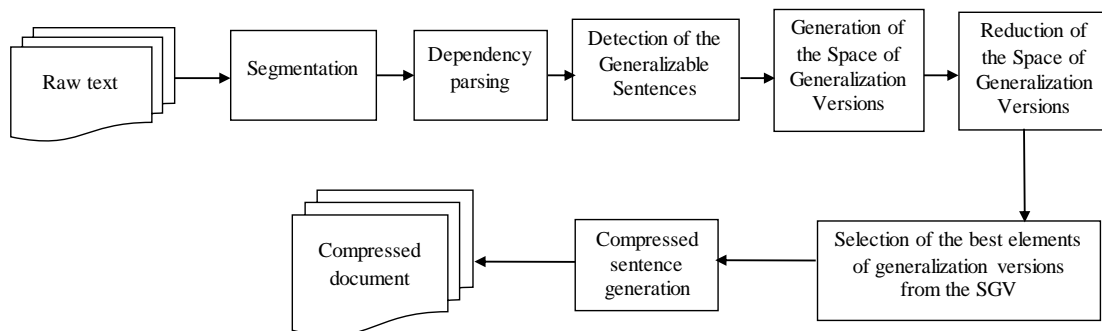 Raw text
Segmentation
Dependency
parsing
Detection of the
Generalizable
Sentences
Generation of
the Space of
Generalization
Versions
Reduction of
the Space of
Generalization
Versions
Selection of the best elements
of generalization versions
from the SGV
Compressed
sentence
generation
Compressed
document